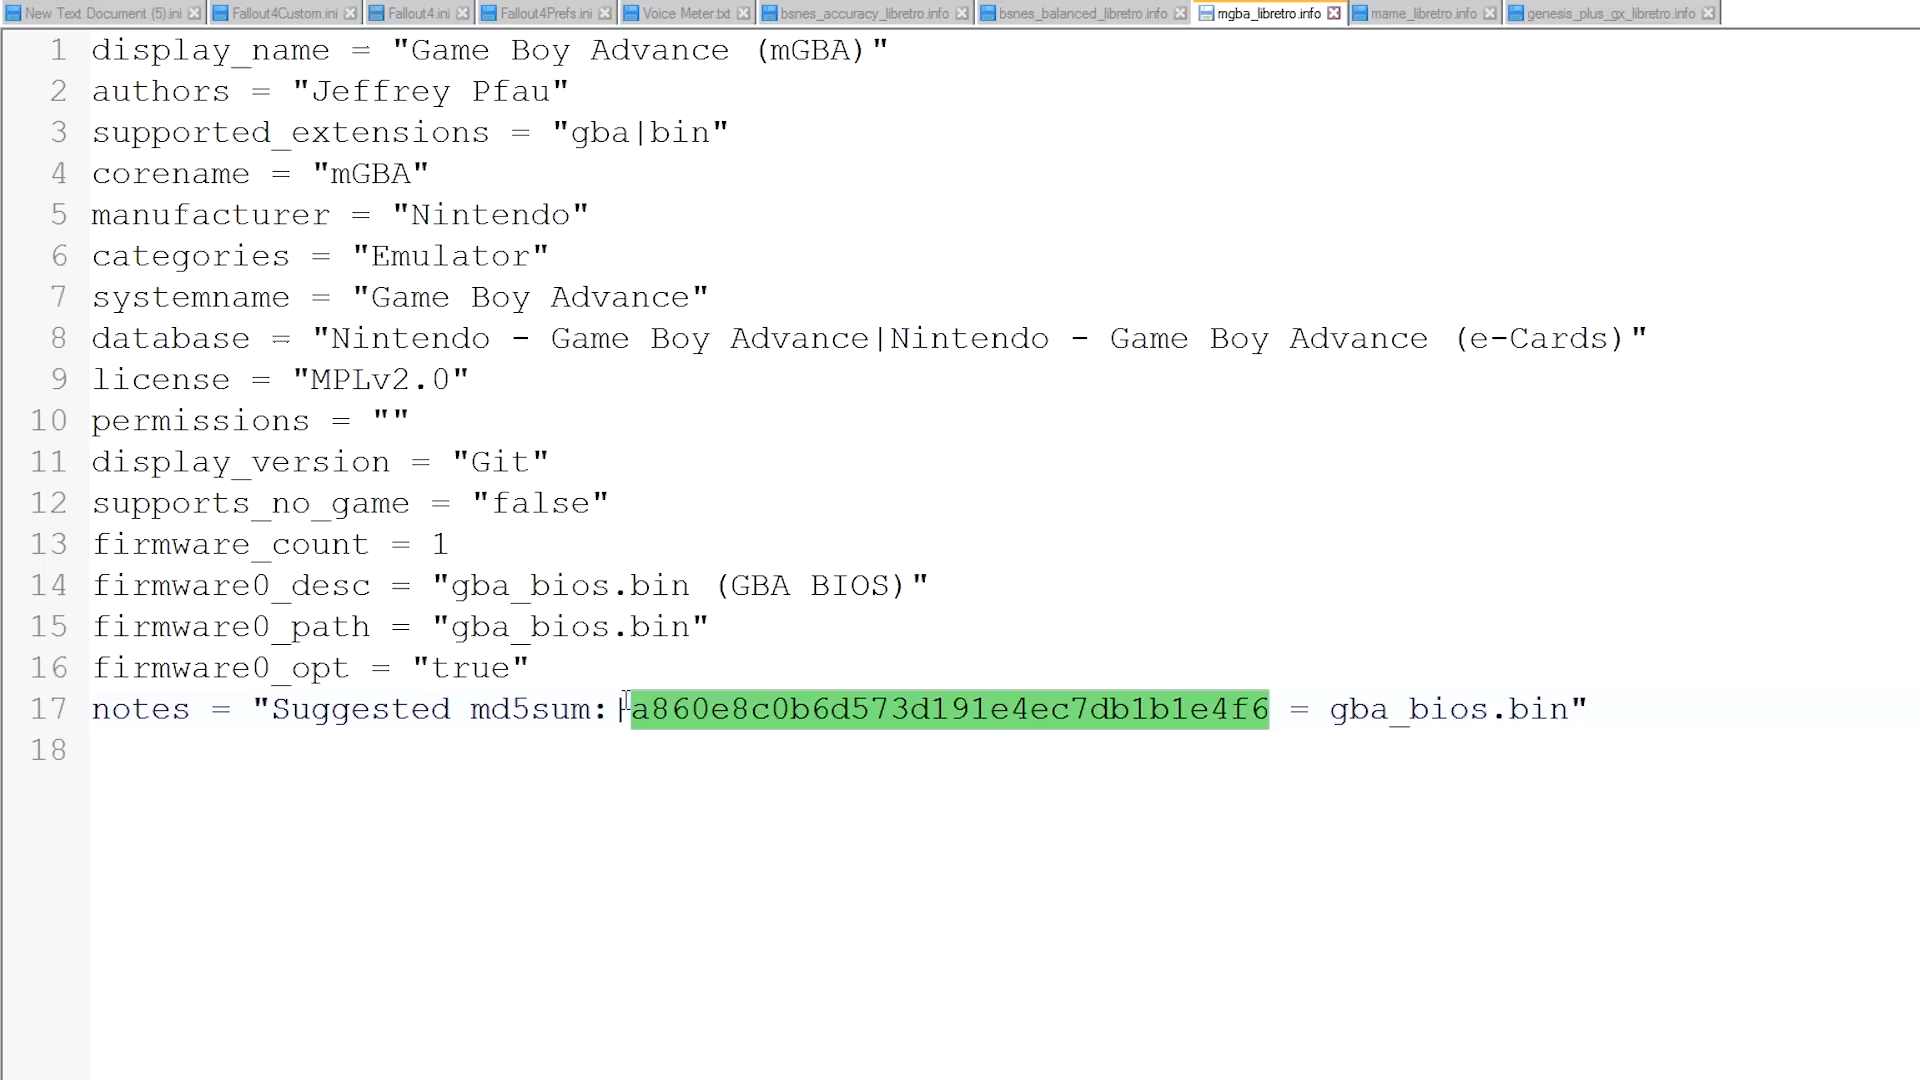 New Text Document (5).ini Fallout4Custom.ini Fallout4.ini Fallout4Prefs.ini Voice Meter.txt bsnes_accuracy_libretro.info bsnes_balanced_libretro.info mgba_libretro.info mame_libretro.info genesis_plus_gx_libretro.info
1 display_name = "Game Boy Advance (mGBA)"
2 authors = "Jeffrey Pfau"
3 supported_extensions = "gba|bin"
4 corename = "mGBA"
5 manufacturer = "Nintendo"
6 categories = "Emulator"
7 systemname = "Game Boy Advance"
8 database = "Nintendo - Game Boy Advance|Nintendo - Game Boy Advance (e-Cards)"
9 license = "MPLv2.0"
10 permissions = ""
11 display_version = "Git"
12 supports_no_game = "false"
13 firmware_count = 1
14 firmware0_desc = "gba_bios.bin (GBA BIOS)"
15 firmware0_path = "gba_bios.bin"
16 firmware0_opt = "true"
17 notes = "Suggested md5sum:|a860e8c0b6d573d191e4ec7db1b1e4f6 = gba_bios.bin"
18